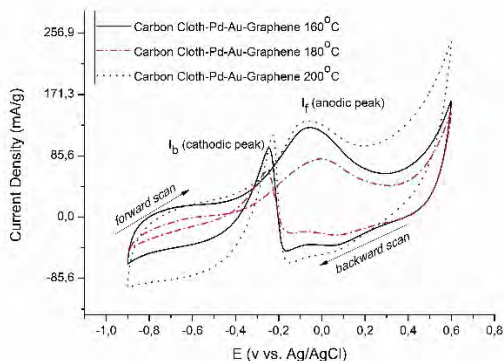 256,9
171,3
85,6
0,0
-85,6
Current Density (mA/g)
Carbon Cloth-Pd-Au-Graphene 160°C
Carbon Cloth-Pd-Au-Graphene 180°C
Carbon Cloth-Pd-Au-Graphene 200°C
If (anodic peak)
Ib (cathodic peak)
forward scan
backward scan
-1,0 -0,8 -0,6 -0,4 -0,2 0,0 0,2 0,4 0,6 0,8
E (v vs. Ag/AgCl)